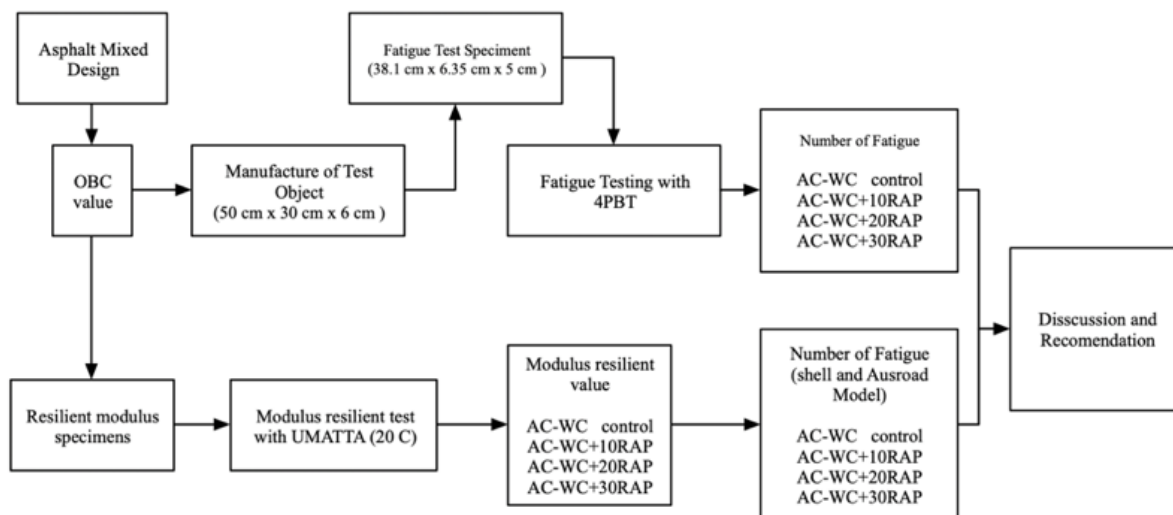 Asphalt Mixed
Design
OBC
value
Manufacture of Test
Object
(50 cm x 30 cm x 6 cm )
Fatigue Test Speciment
(38.1 cm x 6.35 cm x 5 cm )
Fatigue Testing with
4PBT
Number of Fatigue
AC-WC control
AC-WC+10RAP
AC-WC+20RAP
AC-WC+30RAP
Resilient modulus
specimens
Modulus resilient test
with UMATTA (20 C)
Modulus resilient
value
AC-WC control
AC-WC+10RAP
AC-WC+20RAP
AC-WC+30RAP
Number of Fatigue
(shell and Ausroad
Model)
AC-WC control
AC-WC+10RAP
AC-WC+20RAP
AC-WC+30RAP
Disscussion and
Recomendation